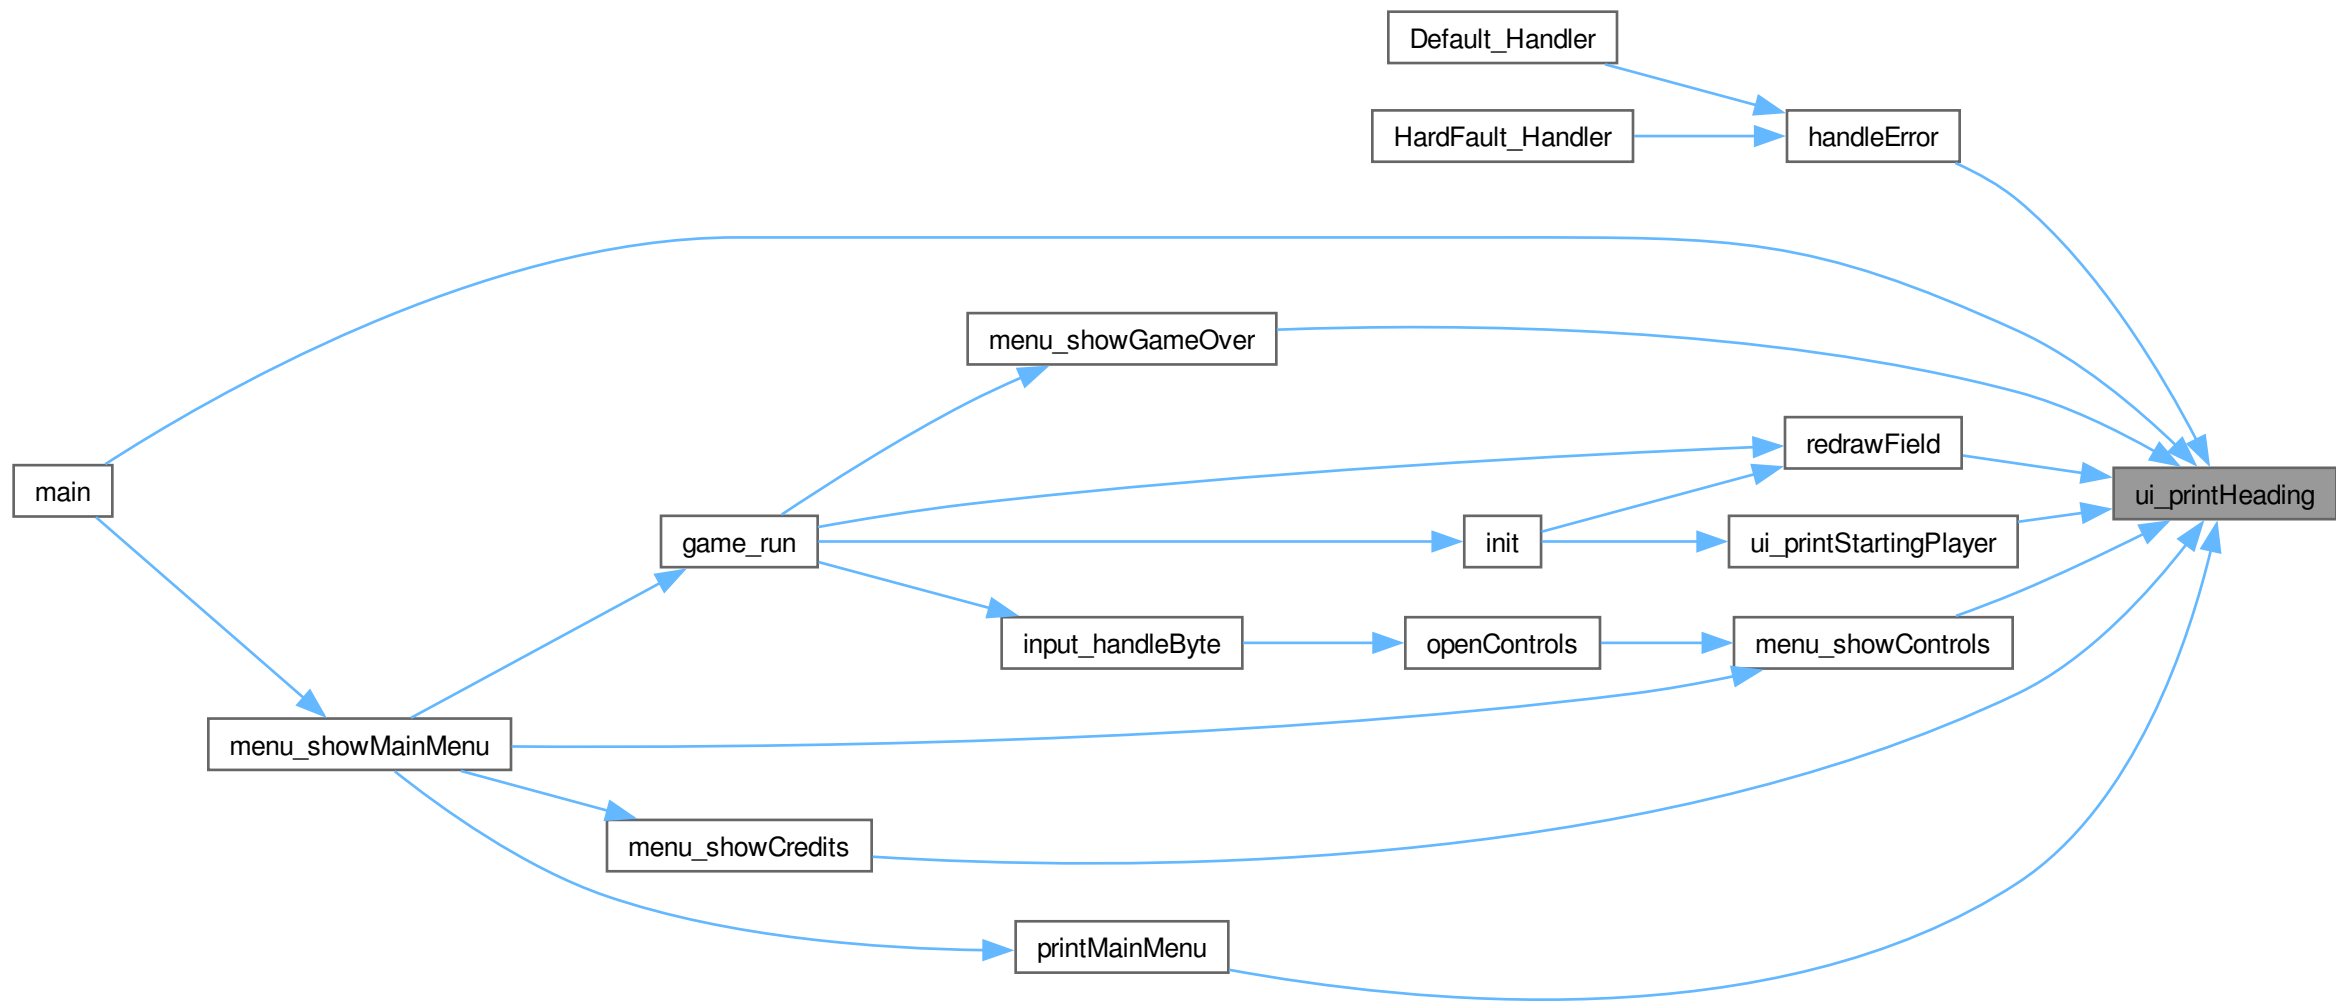 Default_Handler
HardFault_Handler
handleError
menu_showGameOver
redrawField
main
ui_printHeading
game_run
init
ui_printStartingPlayer
input_handleByte
openControls
menu_showControls
menu_showMainMenu
menu_showCredits
printMainMenu